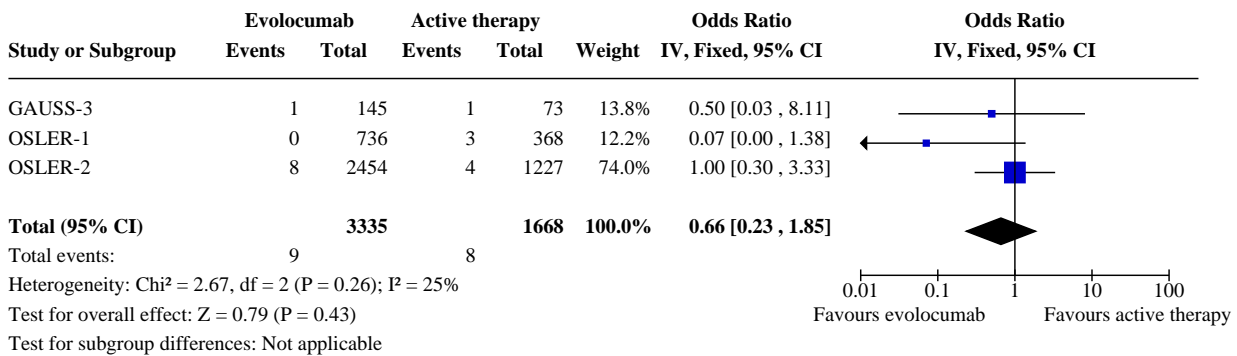 Evolocumab Active therapy Odds Ratio Odds Ratio
Study or Subgroup Events Total Events Total Weight IV, Fixed, 95% CI IV, Fixed, 95% CI
GAUSS-3 1 145 1 73 13.8% 0.50 [0.03 , 8.11]
OSLER-1 0 736 3 368 12.2% 0.07 [0.00 , 1.38]
OSLER-2 8 2454 4 1227 74.0% 1.00 [0.30 , 3.33]
Total (95% CI) 3335 1668 100.0% 0.66 [0.23 , 1.85]
Total events: 9 8
Heterogeneity: Chi² = 2.67, df = 2 (P = 0.26); I² = 25%
0.01 0.1 1 10 100
Test for overall effect: Z = 0.79 (P = 0.43)
Favours evolocumab Favours active therapy
Test for subgroup differences: Not applicable